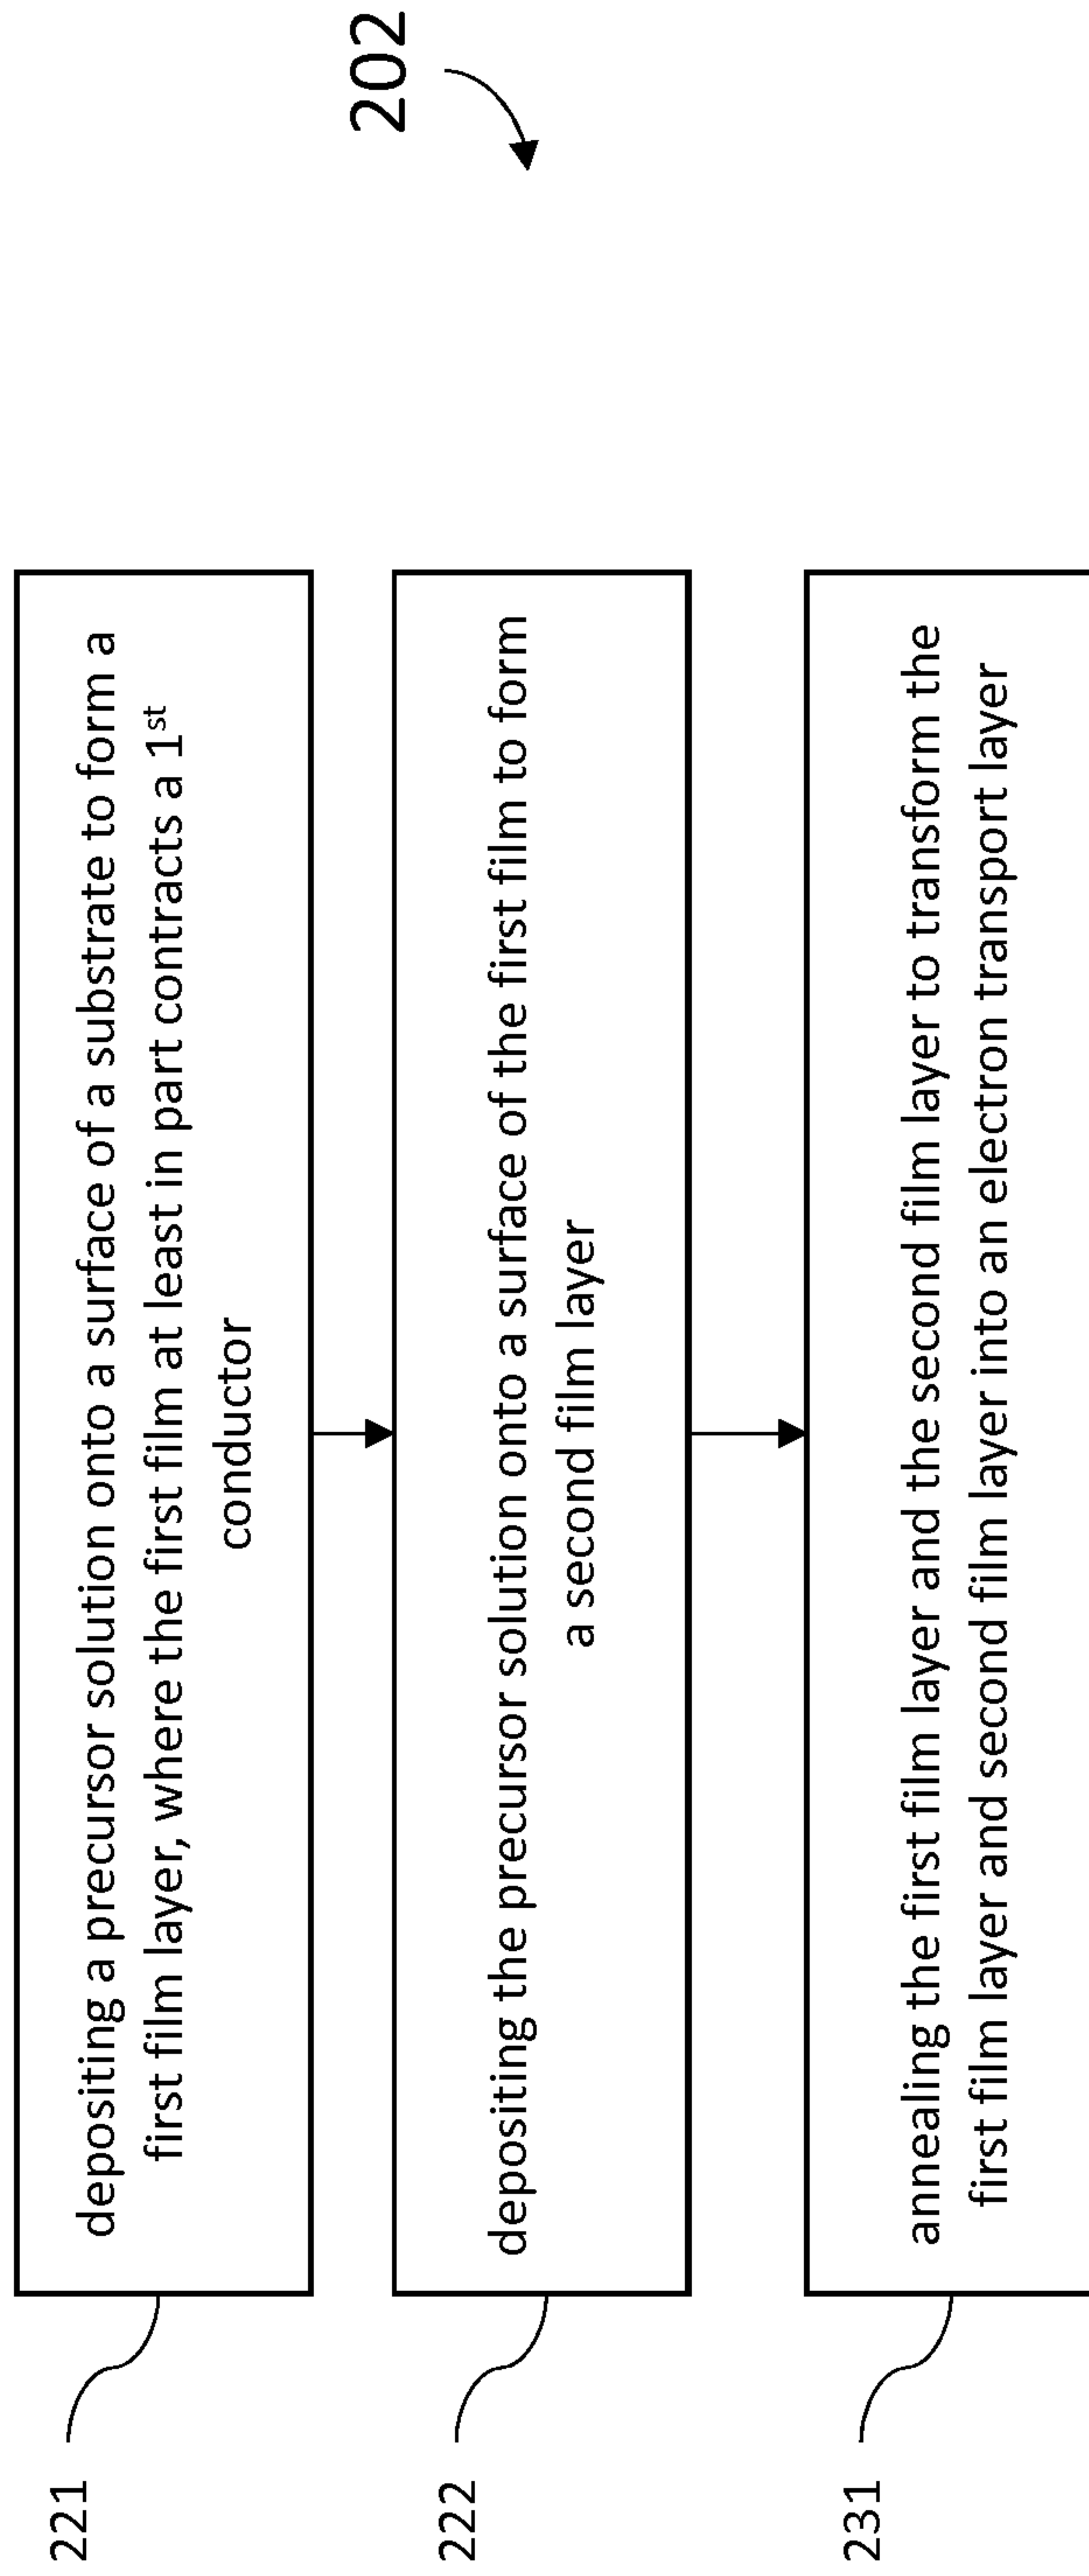 202
221
depositing a precursor solution onto a surface of a substrate to form a
first film layer, where the first film at least in part contracts a 1st
conductor
222
depositing the precursor solution onto a surface of the first film to form
a second film layer
231
annealing the first film layer and the second film layer to transform the
first film layer and second film layer into an electron transport layer